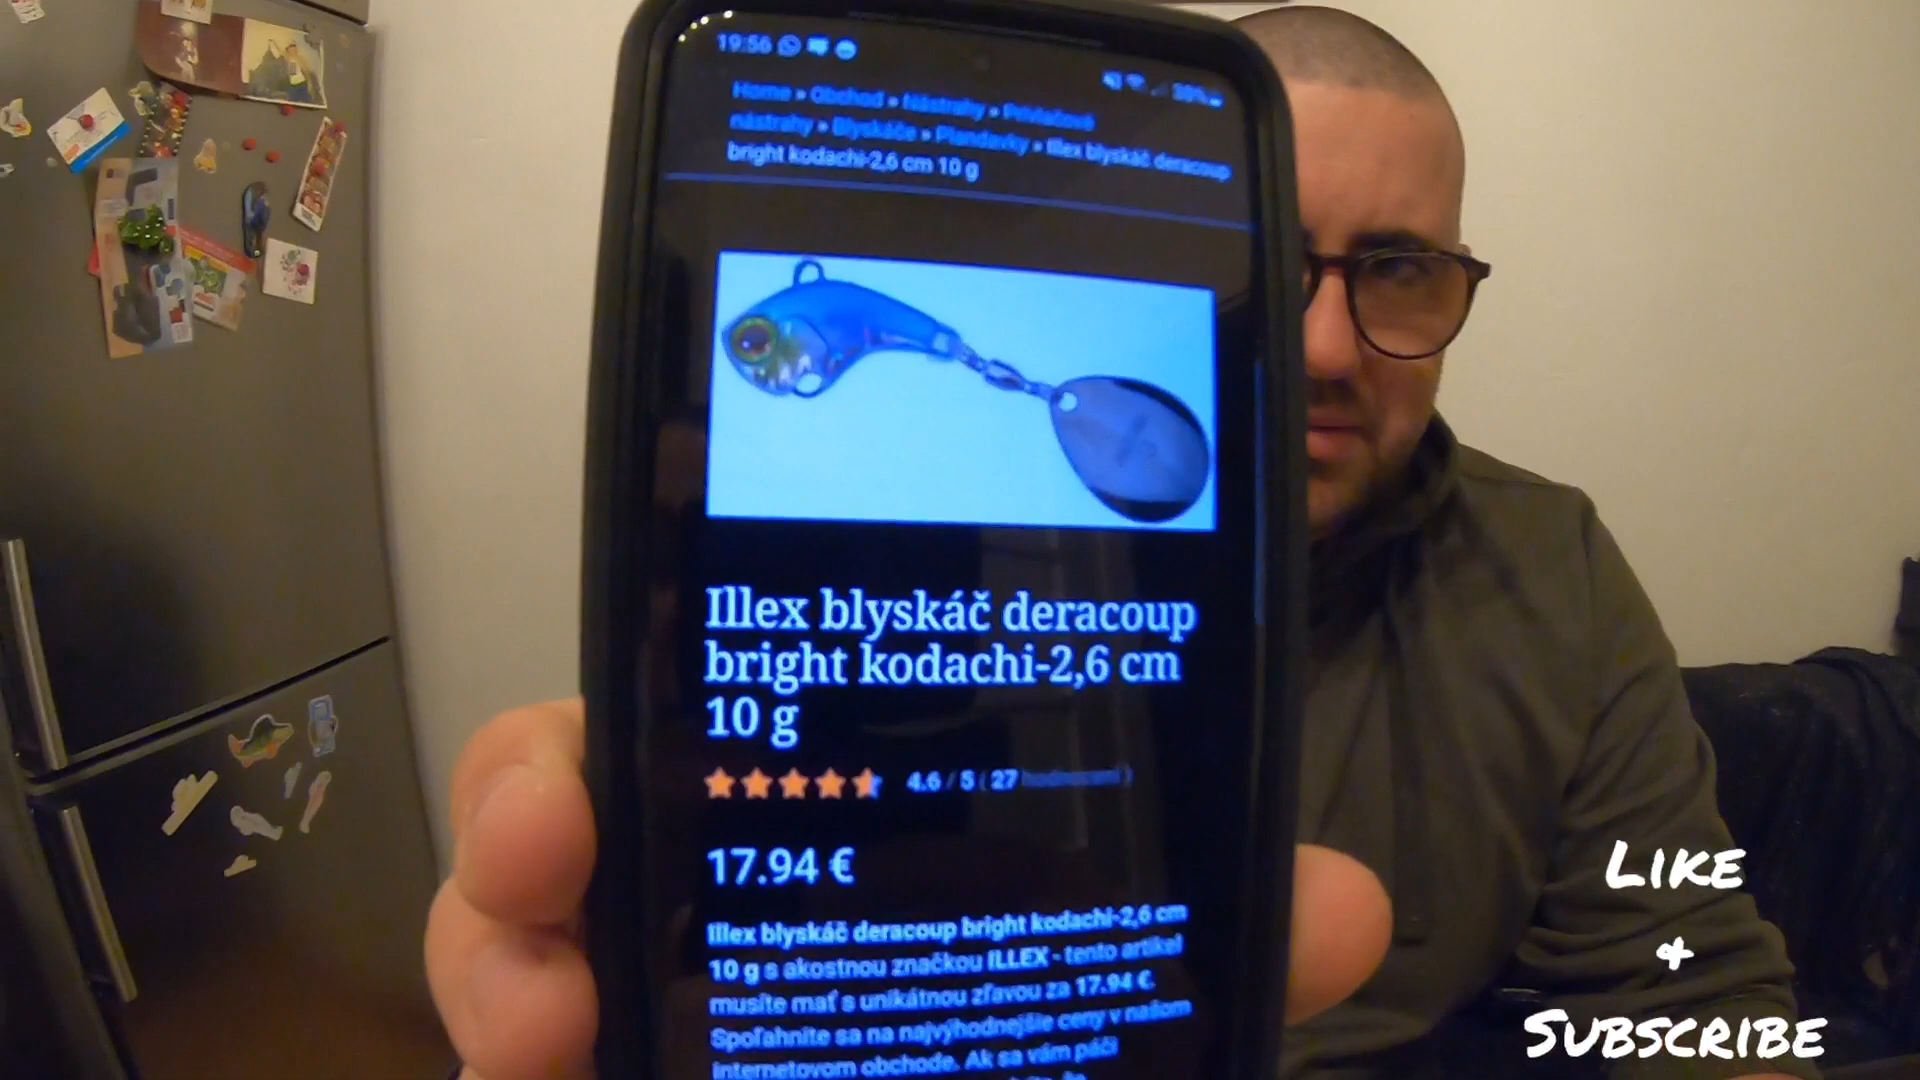 19:56
Home » Obchod » Nástrahy » Prívlačové
nástrahy » Blyskáče » Plandavky » Illex blyskáč deracoup
bright kodachi-2,6 cm 10 g
Illex blyskáč deracoup
bright kodachi-2,6 cm
10 g
4.6 / 5 ( 27
17.94 €
Illex blyskáč deracoup bright kodachi-2,6 cm
10 g s akostnou značkou ILLEX - tento artikel
musíte mať s unikátnou zľavou za 17.94 €.
Spoľahnite sa na najvýhodnejšie ceny v našom
internetovom obchode. Ak sa vám páči
LIKE
&
SUBSCRIBE